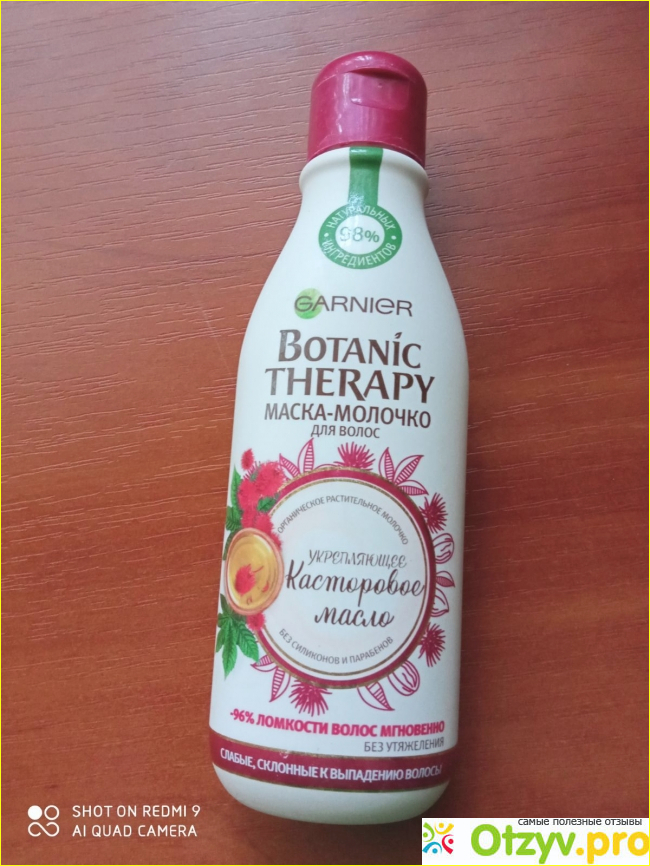 НАТУРАЛЬНЫХ
98%
ИНГРЕДИЕНТОВ
GARNIER
BOTANIC
THERAPY
МАСКА-МОЛОЧКО
ДЛЯ ВОЛОС
ОРГАНИЧЕСКОЕ РАСТИТЕЛЬНОЕ МОЛОЧКО
УКРЕПЛЯЮЩЕЕ
Касторовое
масло
БЕЗ СИЛИКОНОВ И ПАРАБЕНОВ
-96% ЛОМКОСТИ ВОЛОС МГНОВЕННО
БЕЗ УТЯЖЕЛЕНИЯ
СЛАБЫЕ, СКЛОННЫЕ К ВЫПАДЕНИЮ ВОЛОСЫ
SHOT ON REDMI 9
AI QUAD CAMERA
самые полезные отзывы
Otzyv.pro